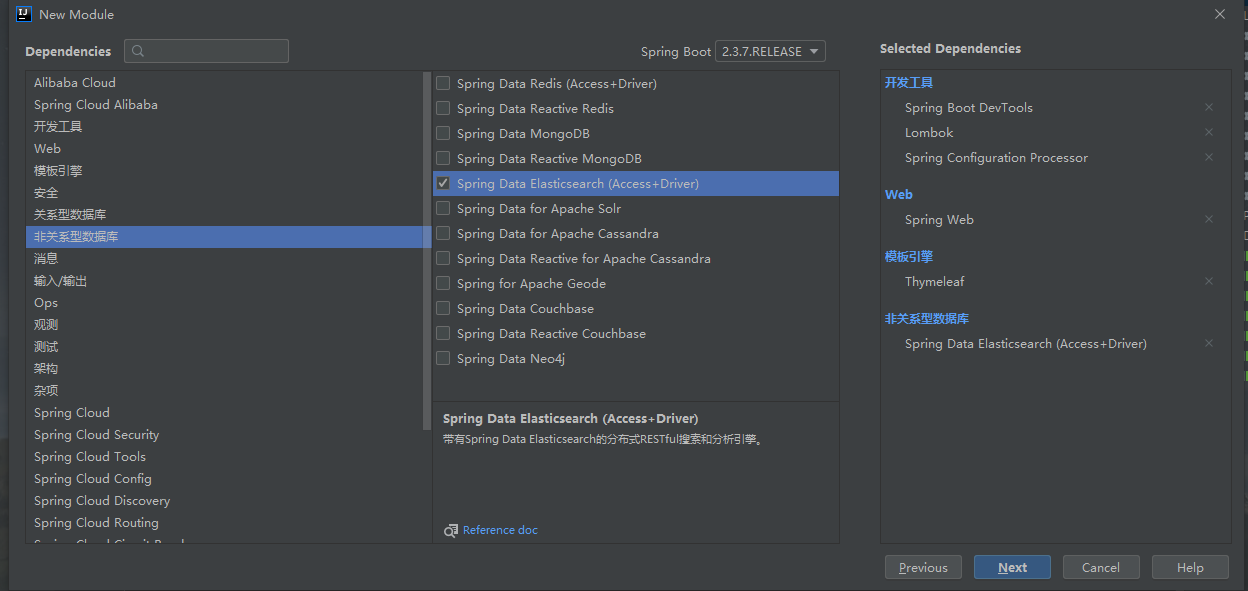 New Module
Dependencies
Spring Boot 2.3.7.RELEASE
Alibaba Cloud
Spring Cloud Alibaba
开发工具
Web
模板引擎
安全
关系型数据库
非关系型数据库
消息
输入/输出
Ops
观测
测试
架构
杂项
Spring Cloud
Spring Cloud Security
Spring Cloud Tools
Spring Cloud Config
Spring Cloud Discovery
Spring Cloud Routing
Spring Data Redis (Access+Driver)
Spring Data Reactive Redis
Spring Data MongoDB
Spring Data Reactive MongoDB
Spring Data Elasticsearch (Access+Driver)
Spring Data for Apache Solr
Spring Data for Apache Cassandra
Spring Data Reactive for Apache Cassandra
Spring for Apache Geode
Spring Data Couchbase
Spring Data Reactive Couchbase
Spring Data Neo4j
Spring Data Elasticsearch (Access+Driver)
带有Spring Data Elasticsearch的分布式RESTful搜索和分析引擎。
Reference doc
Selected Dependencies
开发工具
Spring Boot DevTools
Lombok
Spring Configuration Processor
Web
Spring Web
模板引擎
Thymeleaf
非关系型数据库
Spring Data Elasticsearch (Access+Driver)
Previous
Next
Cancel
Help